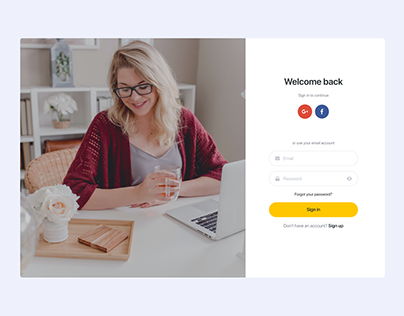 Welcome back
Sign in to continue
G+ f
or use your email account
Email
Password
Forgot your password?
Sign in
Don't have an account? Sign up